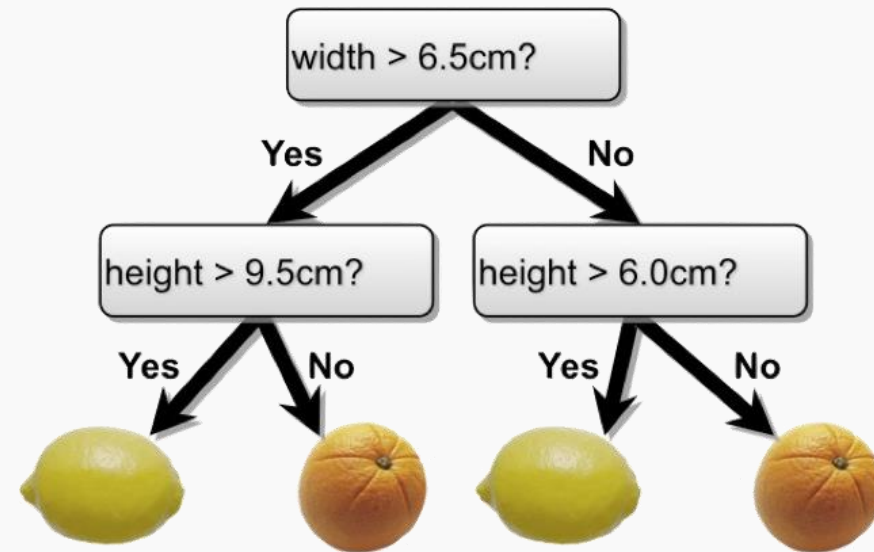 width > 6.5cm?
Yes
No
height > 9.5cm?
height > 6.0cm?
Yes
No
Yes
No